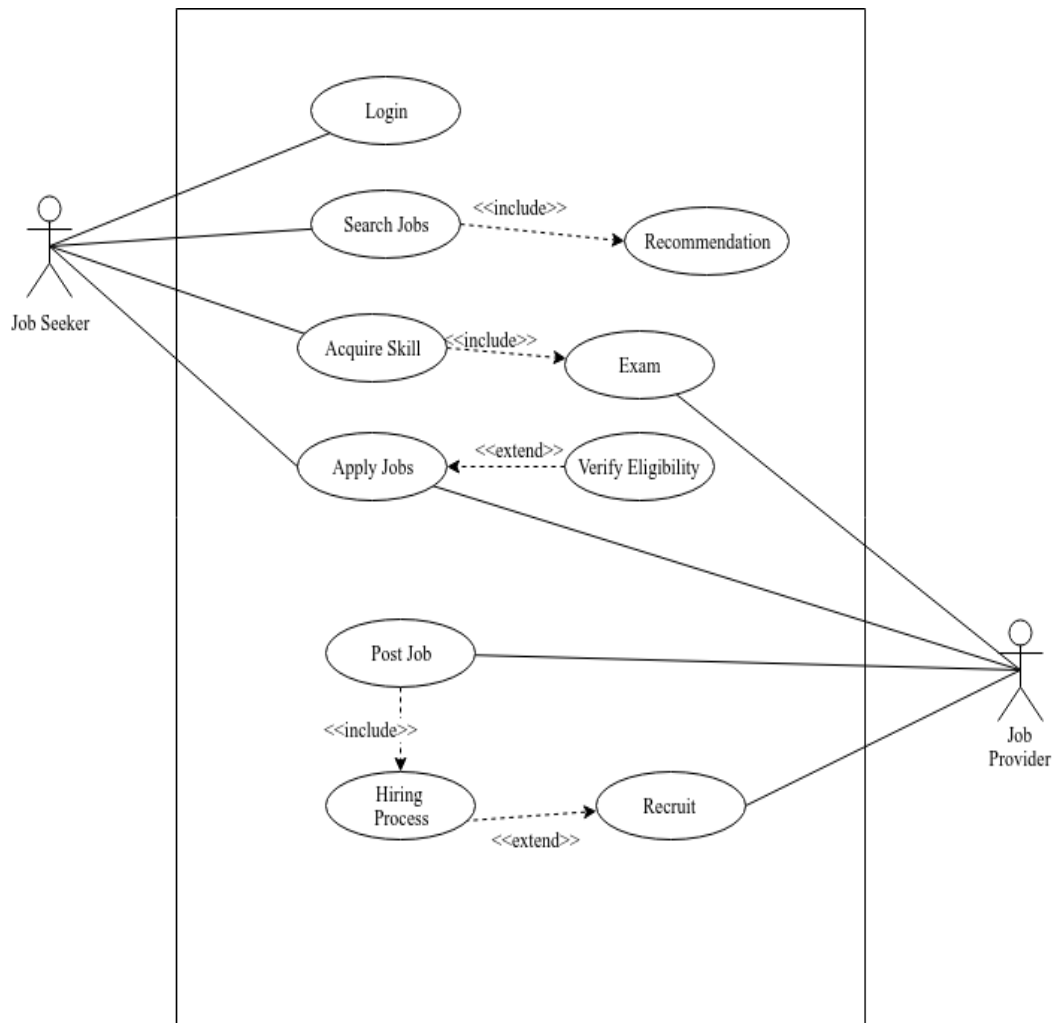 Login
Search Jobs
<<include>>
Recommendation
Job Seeker
Acquire Skill
<<include>>
Exam
Apply Jobs
<<extend>>
Verify Eligibility
Post Job
Job
Provider
<<include>>
Hiring
Process
<<extend>>
Recruit